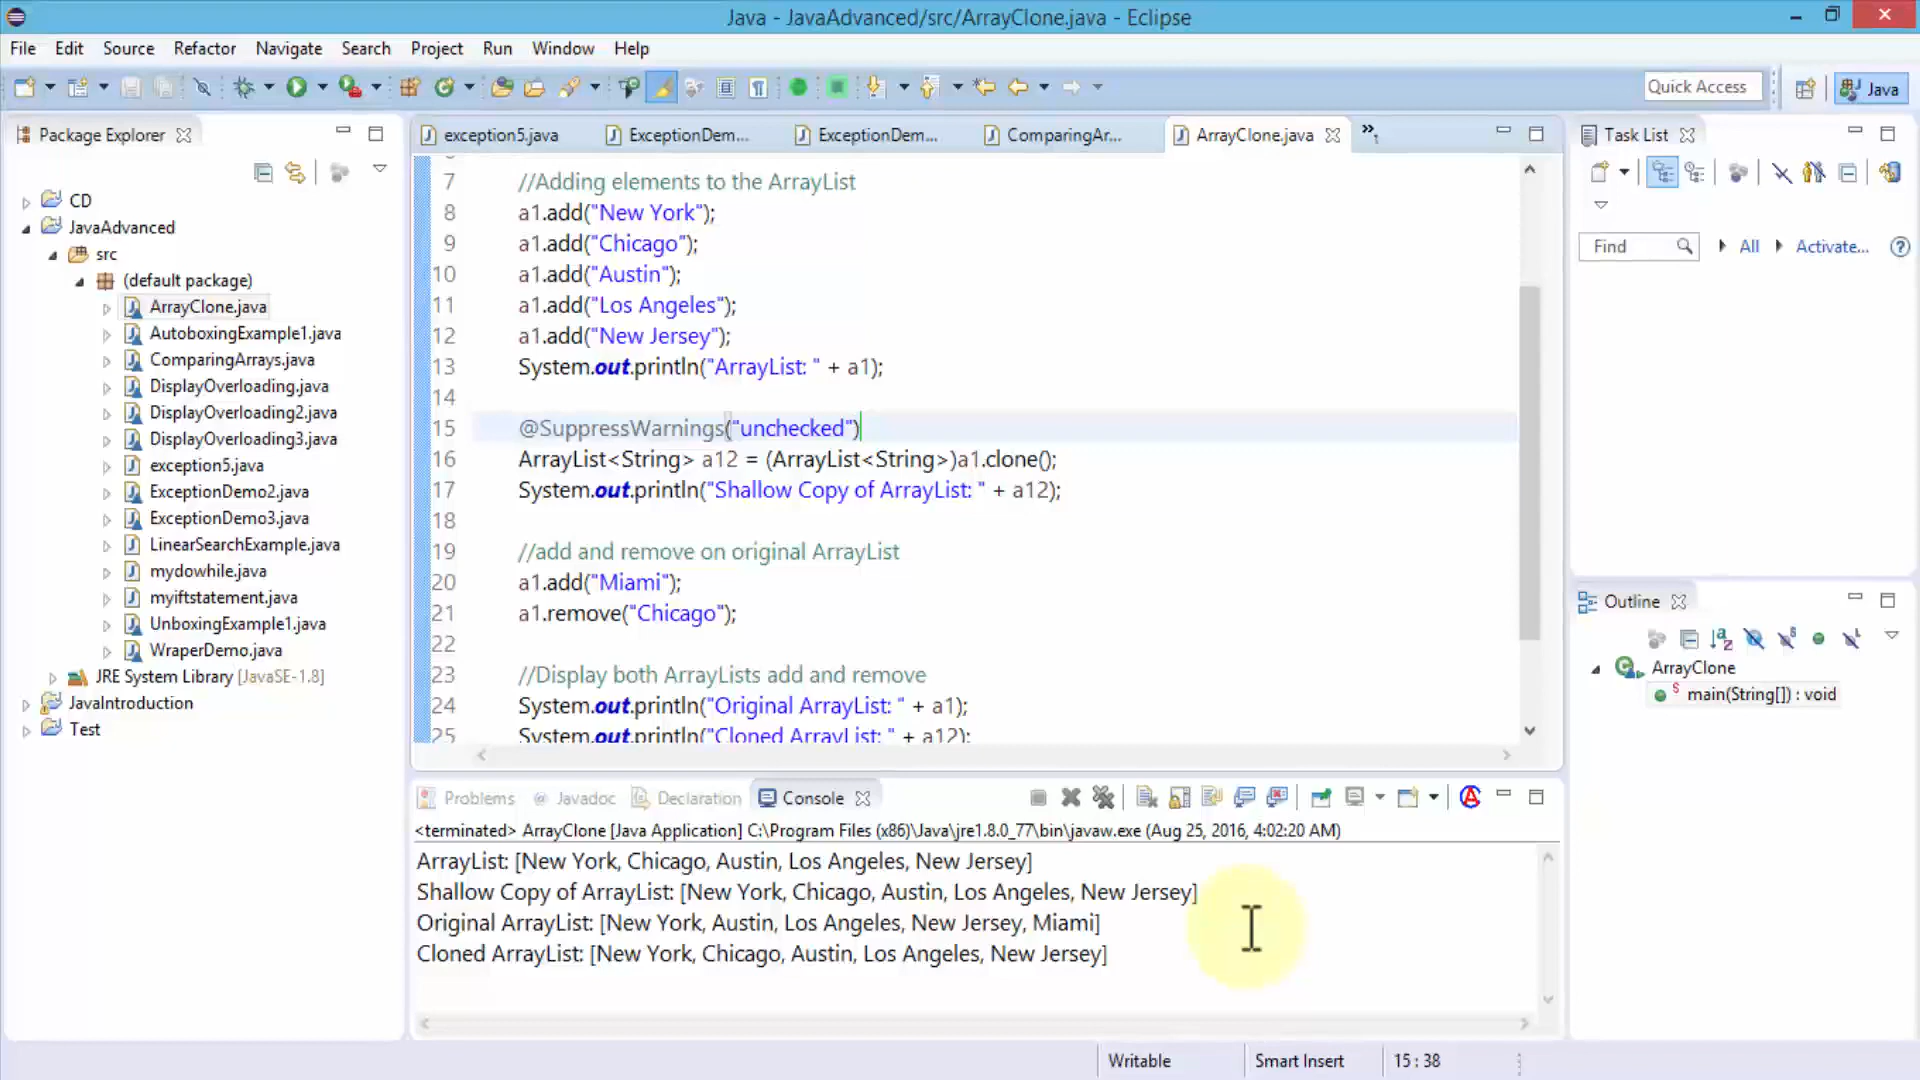 Java - JavaAdvanced/src/ArrayClone.java - Eclipse
File Edit Source Refactor Navigate Search Project Run Window Help
Quick Access
Java
Package Explorer
exception5.java
ExceptionDem...
ExceptionDem...
ComparingAr...
ArrayClone.java
»1
Task List
CD
JavaAdvanced
src
(default package)
ArrayClone.java
AutoboxingExample1.java
ComparingArrays.java
DisplayOverloading.java
DisplayOverloading2.java
DisplayOverloading3.java
exception5.java
ExceptionDemo2.java
ExceptionDemo3.java
LinearSearchExample.java
mydowhile.java
myiftstatement.java
UnboxingExample1.java
WraperDemo.java
JRE System Library [JavaSE-1.8]
JavaIntroduction
Test
7 //Adding elements to the ArrayList
8 a1.add("New York");
9 a1.add("Chicago");
10 a1.add("Austin");
11 a1.add("Los Angeles");
12 a1.add("New Jersey");
13 System.out.println("ArrayList: " + a1);
14
15 @SuppressWarnings("unchecked")
16 ArrayList<String> a12 = (ArrayList<String>)a1.clone();
17 System.out.println("Shallow Copy of ArrayList: " + a12);
18
19 //add and remove on original ArrayList
20 a1.add("Miami");
21 a1.remove("Chicago");
22
23 //Display both ArrayLists add and remove
24 System.out.println("Original ArrayList: " + a1);
25 System.out.println("Cloned ArrayList: " + a12);
Find All Activate...
Outline
ArrayClone
main(String[]) : void
Problems @ Javadoc Declaration Console
<terminated> ArrayClone [Java Application] C:\Program Files (x86)\Java\jre1.8.0_77\bin\javaw.exe (Aug 25, 2016, 4:02:20 AM)
ArrayList: [New York, Chicago, Austin, Los Angeles, New Jersey]
Shallow Copy of ArrayList: [New York, Chicago, Austin, Los Angeles, New Jersey]
Original ArrayList: [New York, Austin, Los Angeles, New Jersey, Miami]
Cloned ArrayList: [New York, Chicago, Austin, Los Angeles, New Jersey]
Writable Smart Insert 15 : 38